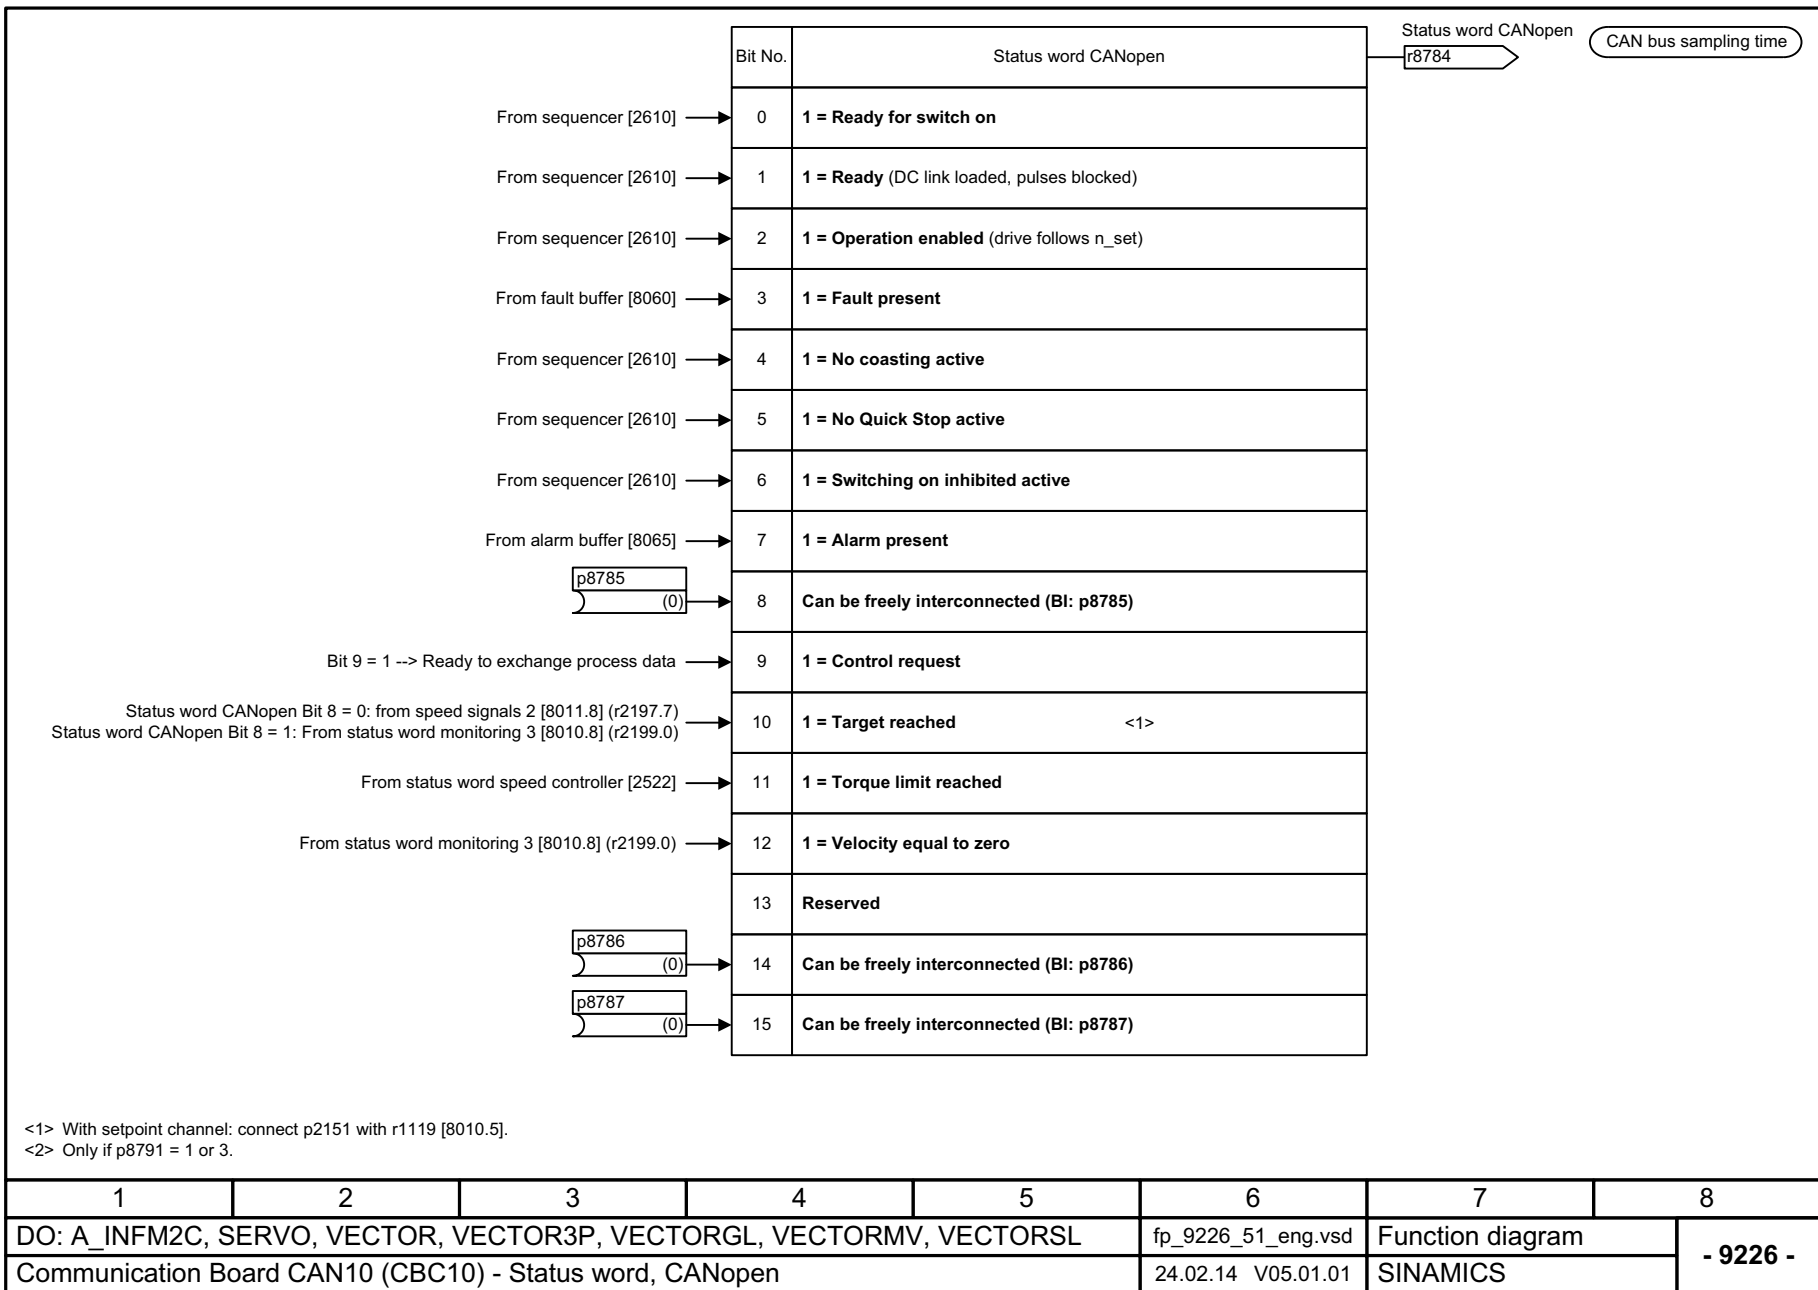 Bit No. Status word CANopen
Status word CANopen
r8784
CAN bus sampling time
From sequencer [2610] 0 1 = Ready for switch on
From sequencer [2610] 1 1 = Ready (DC link loaded, pulses blocked)
From sequencer [2610] 2 1 = Operation enabled (drive follows n_set)
From fault buffer [8060] 3 1 = Fault present
From sequencer [2610] 4 1 = No coasting active
From sequencer [2610] 5 1 = No Quick Stop active
From sequencer [2610] 6 1 = Switching on inhibited active
From alarm buffer [8065] 7 1 = Alarm present
p8785
(0) 8 Can be freely interconnected (BI: p8785)
Bit 9 = 1 --> Ready to exchange process data 9 1 = Control request
Status word CANopen Bit 8 = 0: from speed signals 2 [8011.8] (r2197.7)
Status word CANopen Bit 8 = 1: From status word monitoring 3 [8010.8] (r2199.0)
10 1 = Target reached <1>
From status word speed controller [2522] 11 1 = Torque limit reached
From status word monitoring 3 [8010.8] (r2199.0) 12 1 = Velocity equal to zero
13 Reserved
p8786
(0) 14 Can be freely interconnected (BI: p8786)
p8787
(0) 15 Can be freely interconnected (BI: p8787)
<1> With setpoint channel: connect p2151 with r1119 [8010.5].
<2> Only if p8791 = 1 or 3.
1 2 3 4 5 6 7 8
DO: A_INFM2C, SERVO, VECTOR, VECTOR3P, VECTORGL, VECTORMV, VECTORSL fp_9226_51_eng.vsd Function diagram
- 9226 -
Communication Board CAN10 (CBC10) - Status word, CANopen 24.02.14 V05.01.01 SINAMICS